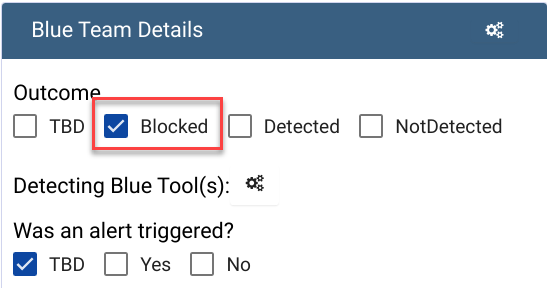 Blue Team Details
Outcome
TBD Blocked Detected NotDetected
Detecting Blue Tool(s):
Was an alert triggered?
TBD Yes No